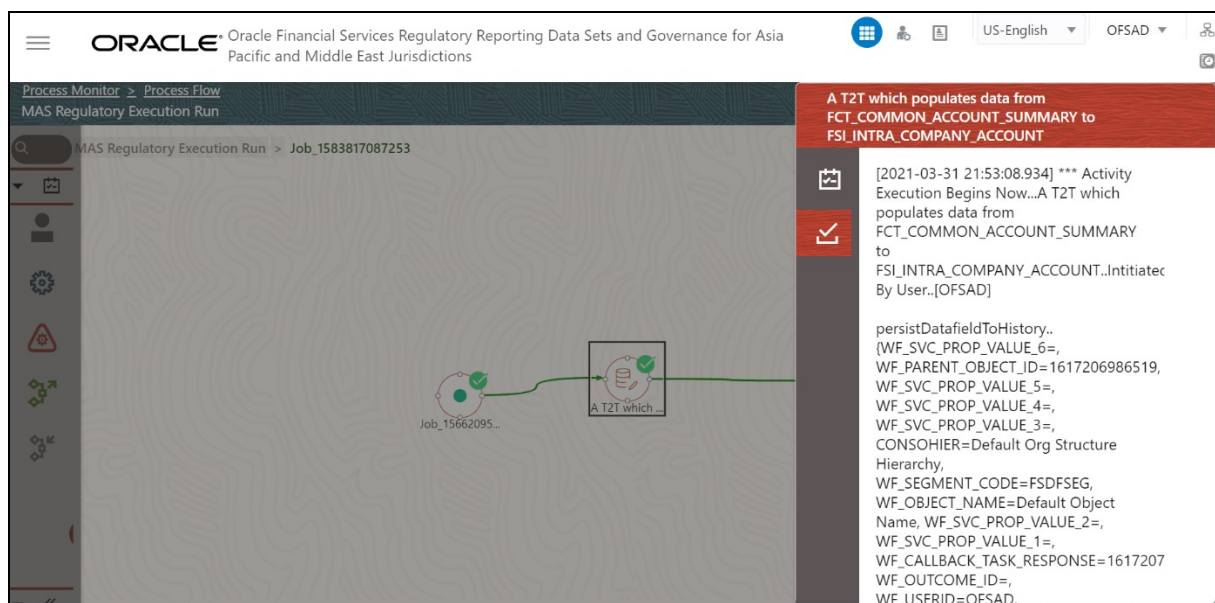 ORACLE® Oracle Financial Services Regulatory Reporting Data Sets and Governance for Asia
Pacific and Middle East Jurisdictions
US-English
OFSAD
Process Monitor > Process Flow
MAS Regulatory Execution Run
MAS Regulatory Execution Run > Job_1583817087253
Job_15662095...
A T2T which ...
A T2T which populates data from
FCT_COMMON_ACCOUNT_SUMMARY to
FSI_INTRA_COMPANY_ACCOUNT
[2021-03-31 21:53:08.934] *** Activity
Execution Begins Now...A T2T which
populates data from
FCT_COMMON_ACCOUNT_SUMMARY
to
FSI_INTRA_COMPANY_ACCOUNT..Intitiatec
By User..[OFSAD]
persistDatafieldToHistory..
{WF_SVC_PROP_VALUE_6=,
WF_PARENT_OBJECT_ID=1617206986519,
WF_SVC_PROP_VALUE_5=,
WF_SVC_PROP_VALUE_4=,
WF_SVC_PROP_VALUE_3=,
CONSOHIER=Default Org Structure
Hierarchy,
WF_SEGMENT_CODE=FSDFSEG,
WF_OBJECT_NAME=Default Object
Name, WF_SVC_PROP_VALUE_2=,
WF_SVC_PROP_VALUE_1=,
WF_CALLBACK_TASK_RESPONSE=1617207
WF_OUTCOME_ID=,
WF_USERID=OFSAD,